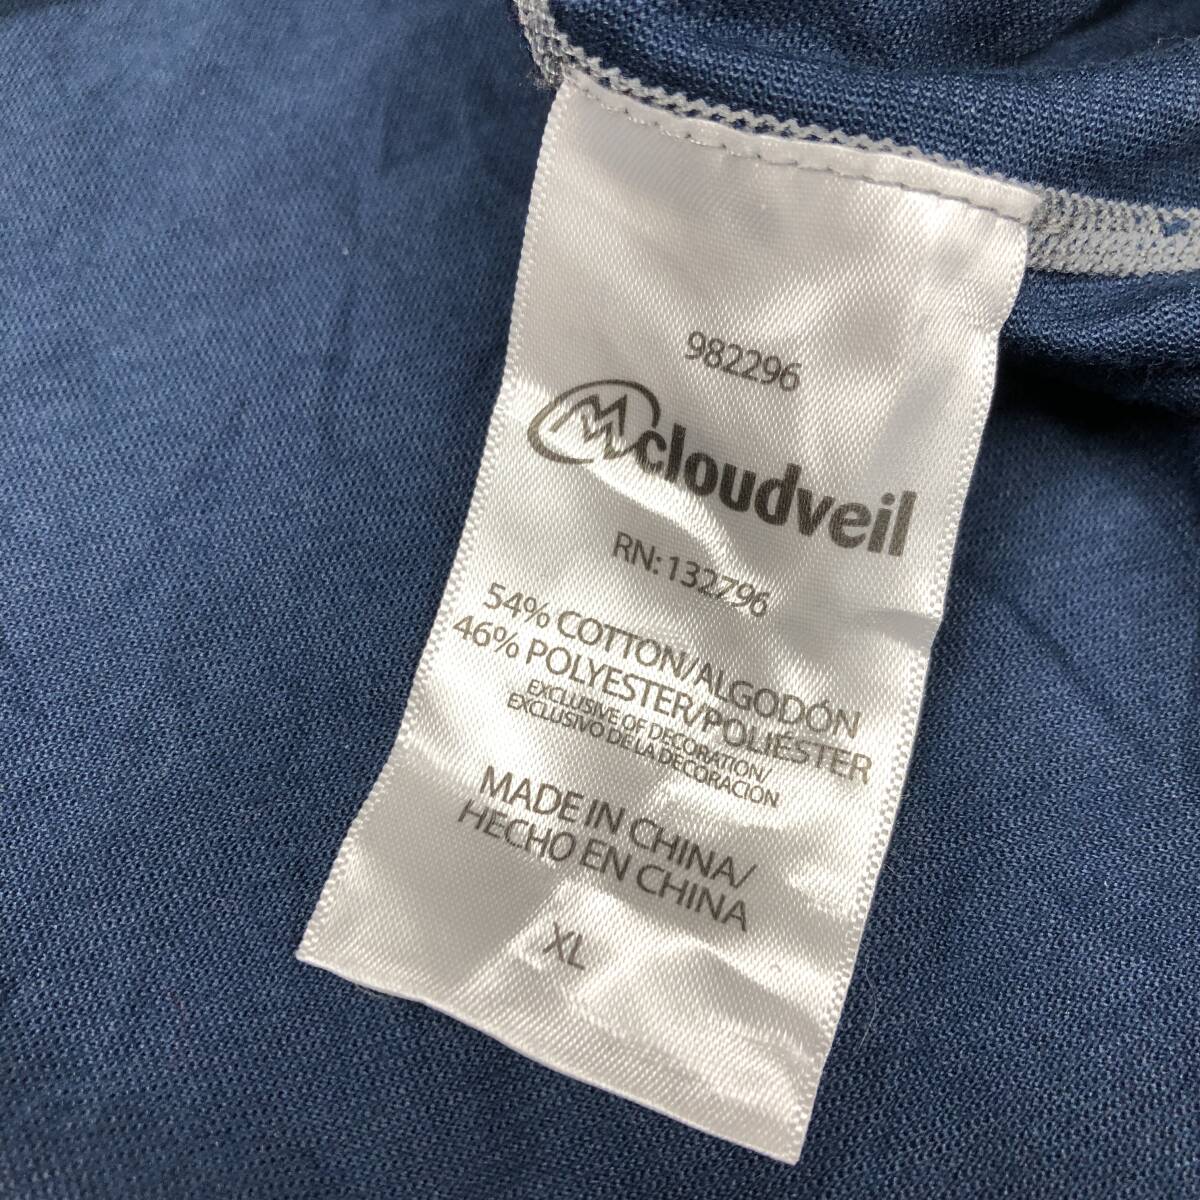 982296
cloudveil
RN: 132796
54% COTTON/ALGODÓN
46% POLYESTER/POLIÉSTER
EXCLUSIVE OF DECORATION/
EXCLUSIVO DE LA DECORACION
MADE IN CHINA/
HECHO EN CHINA
XL